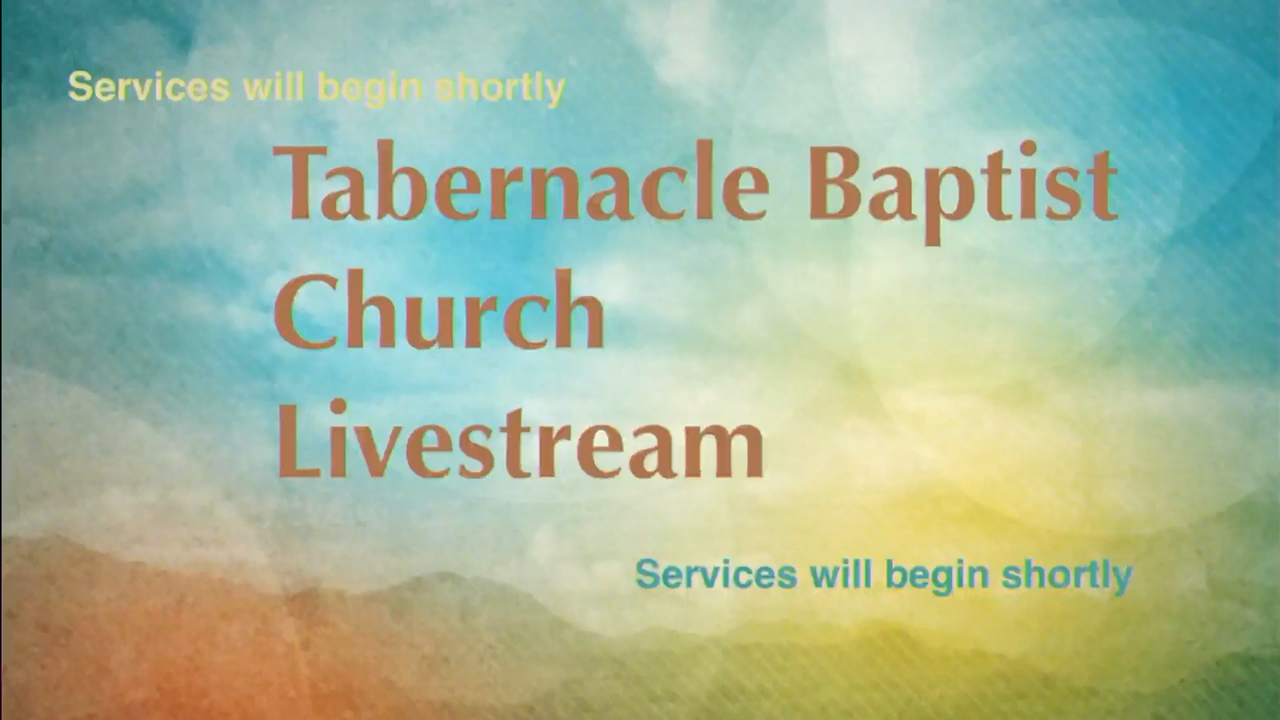 Services will begin shortly
Tabernacle Baptist
Church
Livestream
Services will begin shortly